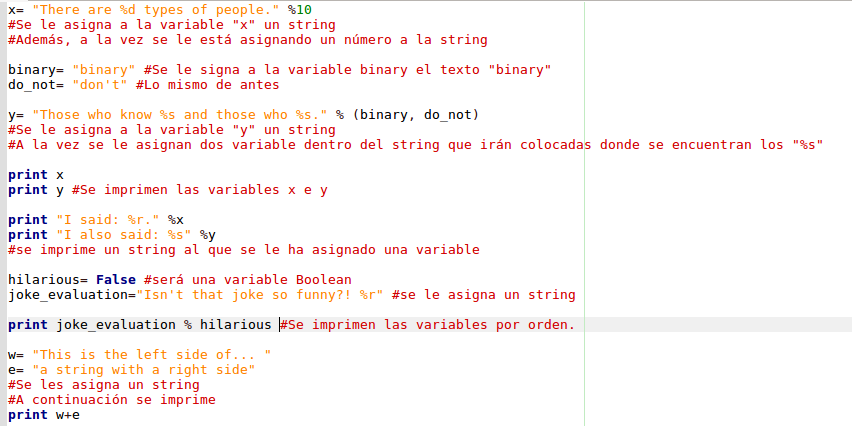 x= "There are %d types of people." %10
#Se le asigna a la variable "x" un string
#Además, a la vez se le está asignando un número a la string
binary= "binary" #Se le signa a la variable binary el texto "binary"
do_not= "don't" #Lo mismo de antes
y= "Those who know %s and those who %s." % (binary, do_not)
#Se le asigna a la variable "y" un string
#A la vez se le asignan dos variable dentro del string que irán colocadas donde se encuentran los "%s"
print x
print y #Se imprimen las variables x e y
print "I said: %r." %x
print "I also said: %s" %y
#se imprime un string al que se le ha asignado una variable
hilarious= False #será una variable Boolean
joke_evaluation="Isn't that joke so funny?! %r" #se le asigna un string
print joke_evaluation % hilarious #Se imprimen las variables por orden.
w= "This is the left side of... "
e= "a string with a right side"
#Se les asigna un string
#A continuación se imprime
print w+e